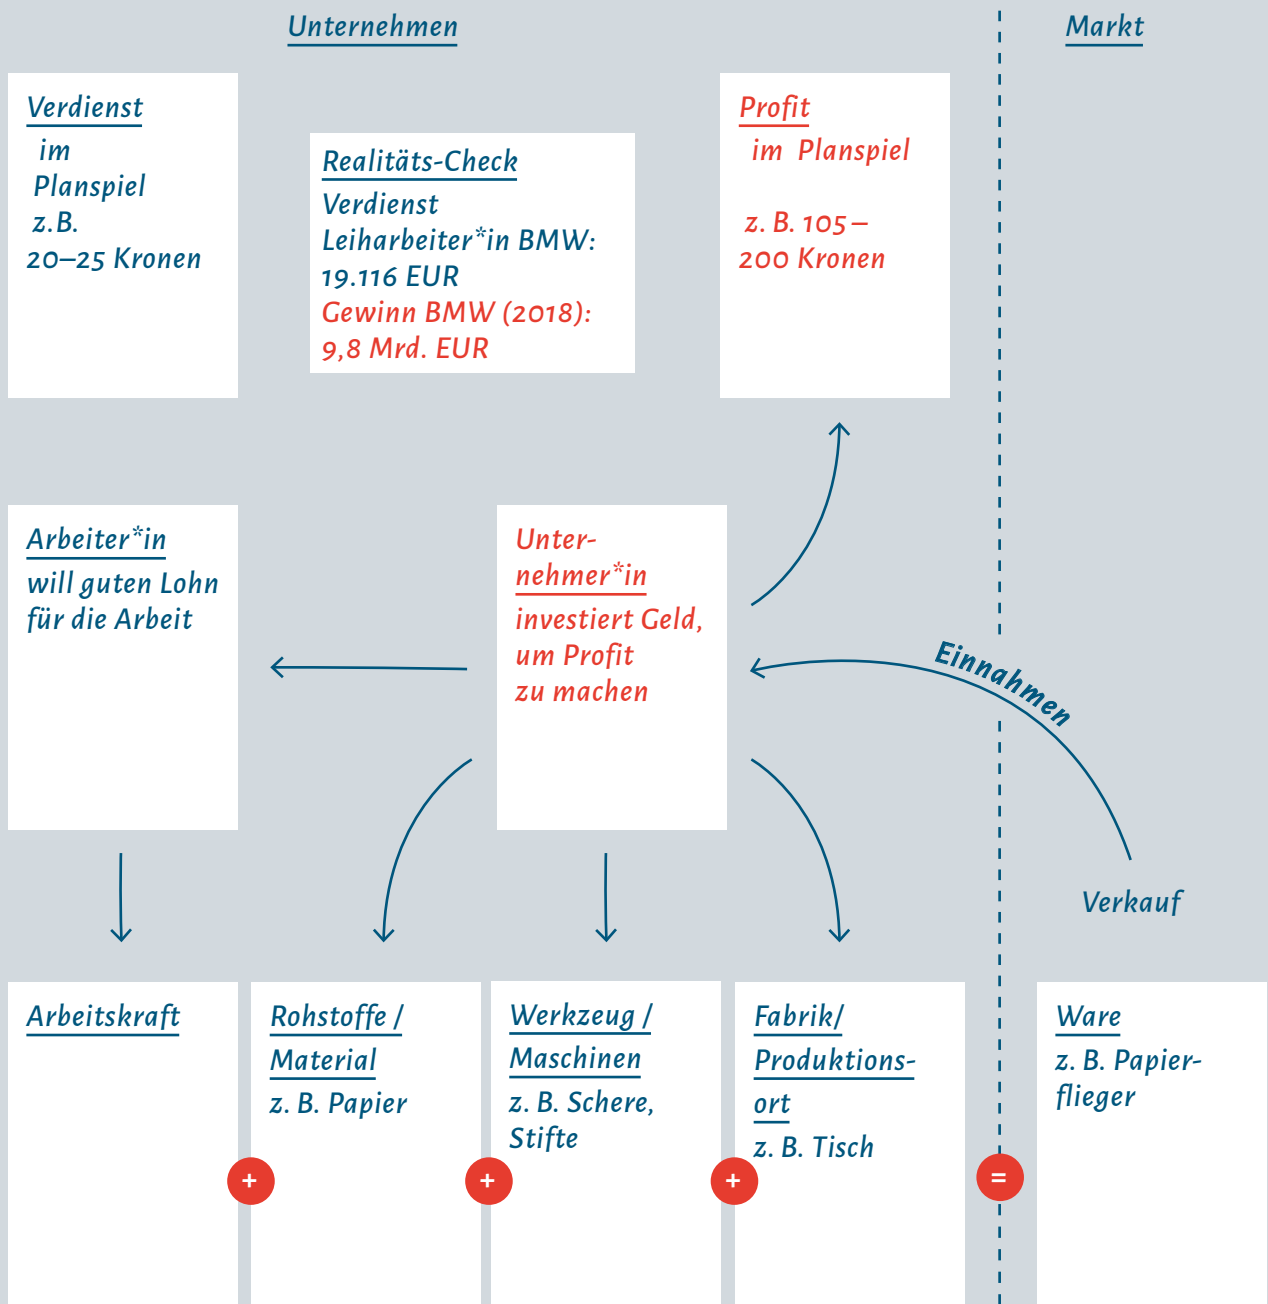 Unternehmen
Markt
Verdienst
im
Planspiel
z.B.
20–25 Kronen
Realitäts-Check
Verdienst
Leiharbeiter*in BMW:
19.116 EUR
Gewinn BMW (2018):
9,8 Mrd. EUR
Profit
im Planspiel
z. B. 105 –
200 Kronen
Arbeiter*in
will guten Lohn
für die Arbeit
Unter-
nehmer*in
investiert Geld,
um Profit
zu machen
Einnahmen
Verkauf
Arbeitskraft
+
Rohstoffe /
Material
z. B. Papier
+
Werkzeug /
Maschinen
z. B. Schere,
Stifte
+
Fabrik/
Produktions-
ort
z. B. Tisch
=
Ware
z. B. Papier-
flieger